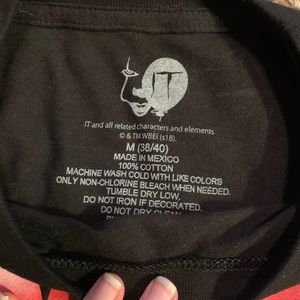 IT
IT and all related characters and elements
© & TM WBEI (s18).
M (38/40)
MADE IN MEXICO
100% COTTON
MACHINE WASH COLD WITH LIKE COLORS
ONLY NON-CHLORINE BLEACH WHEN NEEDED.
TUMBLE DRY LOW,
DO NOT IRON IF DECORATED.
DO NOT DRY CLEAN